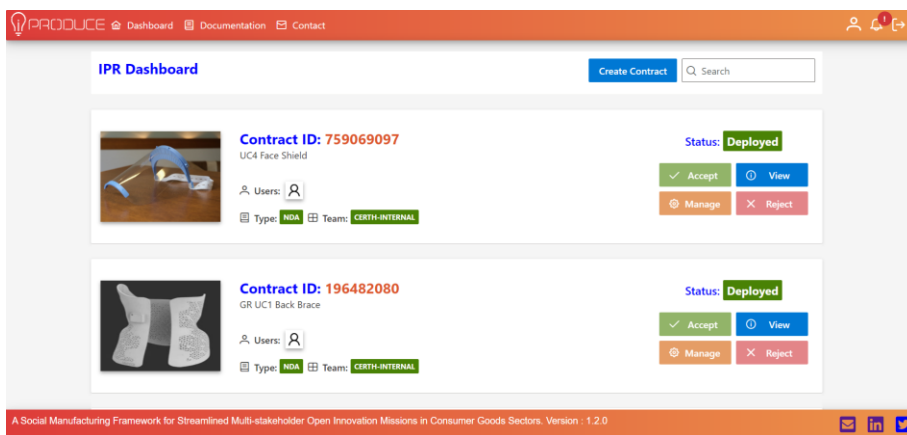 PRODUCE Dashboard Documentation Contact
1
IPR Dashboard
Create Contract
Search
Contract ID: 759069097
UC4 Face Shield
Users:
Type: NDA Team: CERTH-INTERNAL
Status: Deployed
Accept View
Manage Reject
Contract ID: 196482080
GR UC1 Back Brace
Users:
Type: NDA Team: CERTH-INTERNAL
Status: Deployed
Accept View
Manage Reject
A Social Manufacturing Framework for Streamlined Multi-stakeholder Open Innovation Missions in Consumer Goods Sectors. Version : 1.2.0
in